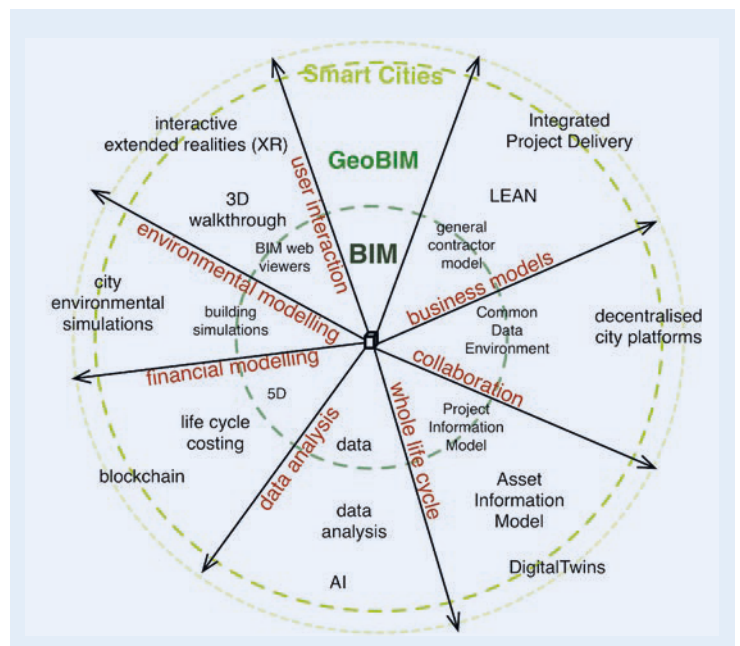 Smart Cities
GeoBIM
BIM
interactive
extended realities (XR)
3D
walkthrough
BIM web
viewers
user interaction
Integrated
Project Delivery
LEAN
general
contractor
model
business models
environmental modelling
city
environmental
simulations
building
simulations
Common
Data
Environment
decentralised
city platforms
collaboration
financial modelling
5D
life cycle
costing
blockchain
data analysis
data
data
analysis
AI
whole life cycle
Project
Information
Model
Asset
Information
Model
DigitalTwins